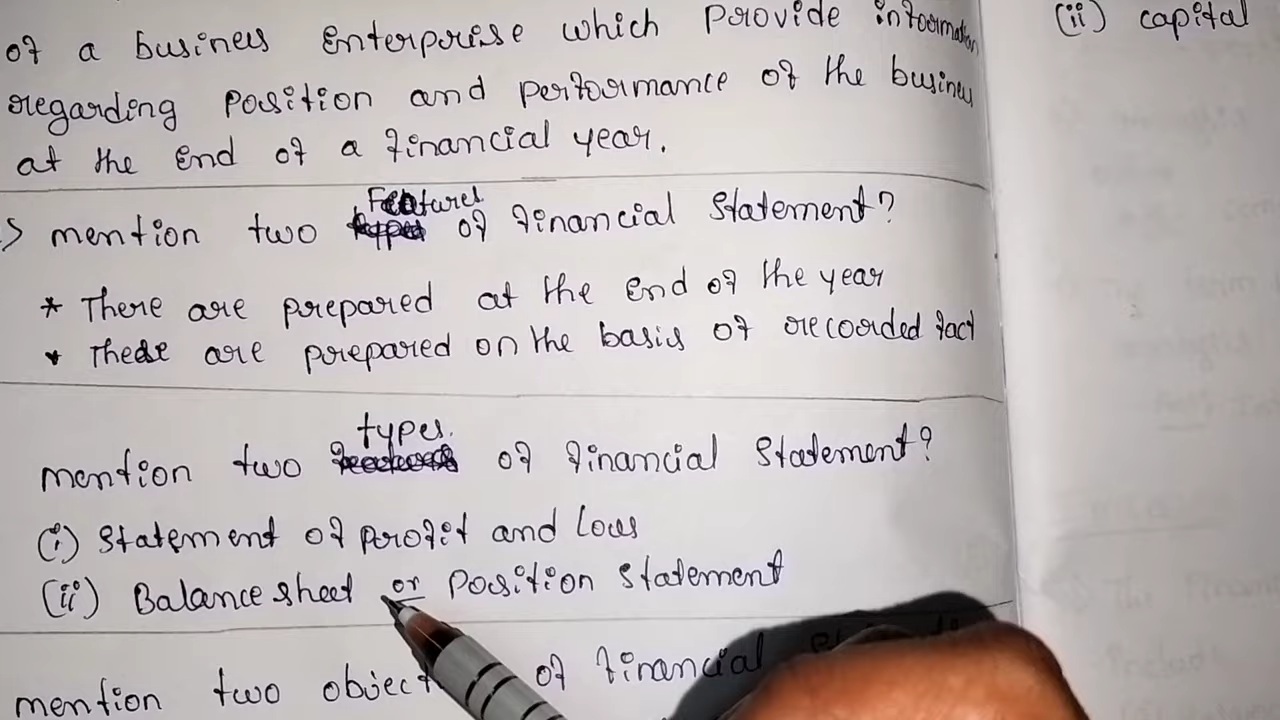 of a business Enterprise which provide information
regarding position and performance of the business
at the End of a financial year.
mention two Features of financial Statement?
* There are prepared at the End of the year
* These are prepared on the basis of recorded fact
mention two types. of financial Statement?
(i) Statement of profit and Loss
(ii) Balance sheet or Position Statement
mention two object of financial
(ii) capital